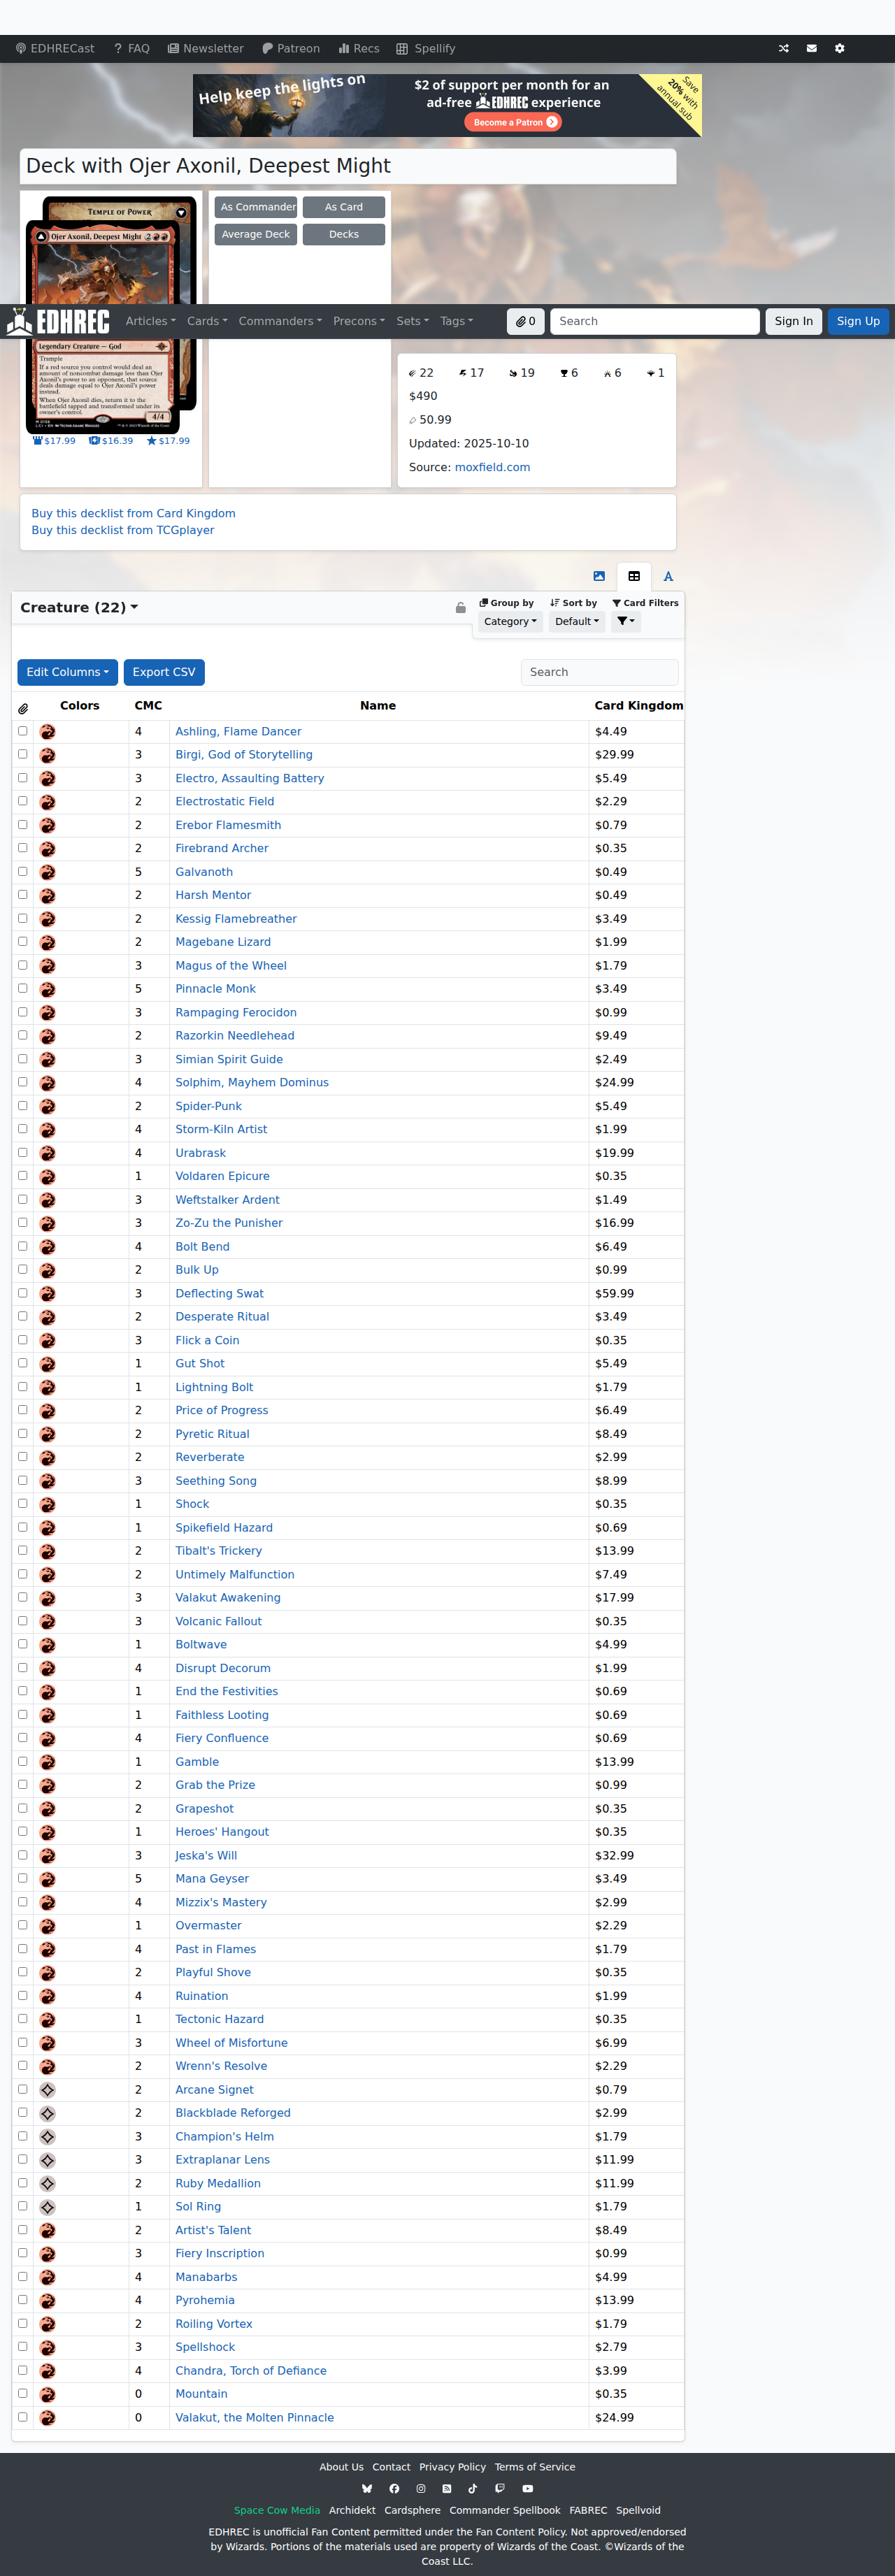 EDHRECast FAQ Newsletter Patreon Recs Spellify
Help keep the lights on
$2 of support per month for an
ad-free EDHREC experience
Become a Patron
Save
20% with
annual sub
Deck with Ojer Axonil, Deepest Might
Temple of Power
Ojer Axonil, Deepest Might
As Commander As Card
Average Deck Decks
EDHREC Articles Cards Commanders Precons Sets Tags 0 Search Sign In Sign Up
Legendary Creature — God
Trample
If a red source you control would deal an
amount of noncombat damage less than Ojer
Axonil's power to an opponent, that source
deals damage equal to Ojer Axonil's power
instead.
When Ojer Axonil dies, return it to the
battlefield tapped and transformed under its
owner's control.
4/4
$17.99 $16.39 $17.99
22 17 19 6 6 1
$490
50.99
Updated: 2025-10-10
Source: moxfield.com
Buy this decklist from Card Kingdom
Buy this decklist from TCGplayer
Creature (22)
Group by Sort by Card Filters
Category Default
Edit Columns Export CSV Search
Colors CMC Name Card Kingdom
4 Ashling, Flame Dancer $4.49
3 Birgi, God of Storytelling $29.99
3 Electro, Assaulting Battery $5.49
2 Electrostatic Field $2.29
2 Erebor Flamesmith $0.79
2 Firebrand Archer $0.35
5 Galvanoth $0.49
2 Harsh Mentor $0.49
2 Kessig Flamebreather $3.49
2 Magebane Lizard $1.99
3 Magus of the Wheel $1.79
5 Pinnacle Monk $3.49
3 Rampaging Ferocidon $0.99
2 Razorkin Needlehead $9.49
3 Simian Spirit Guide $2.49
4 Solphim, Mayhem Dominus $24.99
2 Spider-Punk $5.49
4 Storm-Kiln Artist $1.99
4 Urabrask $19.99
1 Voldaren Epicure $0.35
3 Weftstalker Ardent $1.49
3 Zo-Zu the Punisher $16.99
4 Bolt Bend $6.49
2 Bulk Up $0.99
3 Deflecting Swat $59.99
2 Desperate Ritual $3.49
3 Flick a Coin $0.35
1 Gut Shot $5.49
1 Lightning Bolt $1.79
2 Price of Progress $6.49
2 Pyretic Ritual $8.49
2 Reverberate $2.99
3 Seething Song $8.99
1 Shock $0.35
1 Spikefield Hazard $0.69
2 Tibalt's Trickery $13.99
2 Untimely Malfunction $7.49
3 Valakut Awakening $17.99
3 Volcanic Fallout $0.35
1 Boltwave $4.99
4 Disrupt Decorum $1.99
1 End the Festivities $0.69
1 Faithless Looting $0.69
4 Fiery Confluence $0.69
1 Gamble $13.99
2 Grab the Prize $0.99
2 Grapeshot $0.35
1 Heroes' Hangout $0.35
3 Jeska's Will $32.99
5 Mana Geyser $3.49
4 Mizzix's Mastery $2.99
1 Overmaster $2.29
4 Past in Flames $1.79
2 Playful Shove $0.35
4 Ruination $1.99
1 Tectonic Hazard $0.35
3 Wheel of Misfortune $6.99
2 Wrenn's Resolve $2.29
2 Arcane Signet $0.79
2 Blackblade Reforged $2.99
3 Champion's Helm $1.79
3 Extraplanar Lens $11.99
2 Ruby Medallion $11.99
1 Sol Ring $1.79
2 Artist's Talent $8.49
3 Fiery Inscription $0.99
4 Manabarbs $4.99
4 Pyrohemia $13.99
2 Roiling Vortex $1.79
3 Spellshock $2.79
4 Chandra, Torch of Defiance $3.99
0 Mountain $0.35
0 Valakut, the Molten Pinnacle $24.99
About Us Contact Privacy Policy Terms of Service
Space Cow Media Archidekt Cardsphere Commander Spellbook FABREC Spellvoid
EDHREC is unofficial Fan Content permitted under the Fan Content Policy. Not approved/endorsed
by Wizards. Portions of the materials used are property of Wizards of the Coast. ©Wizards of the
Coast LLC.